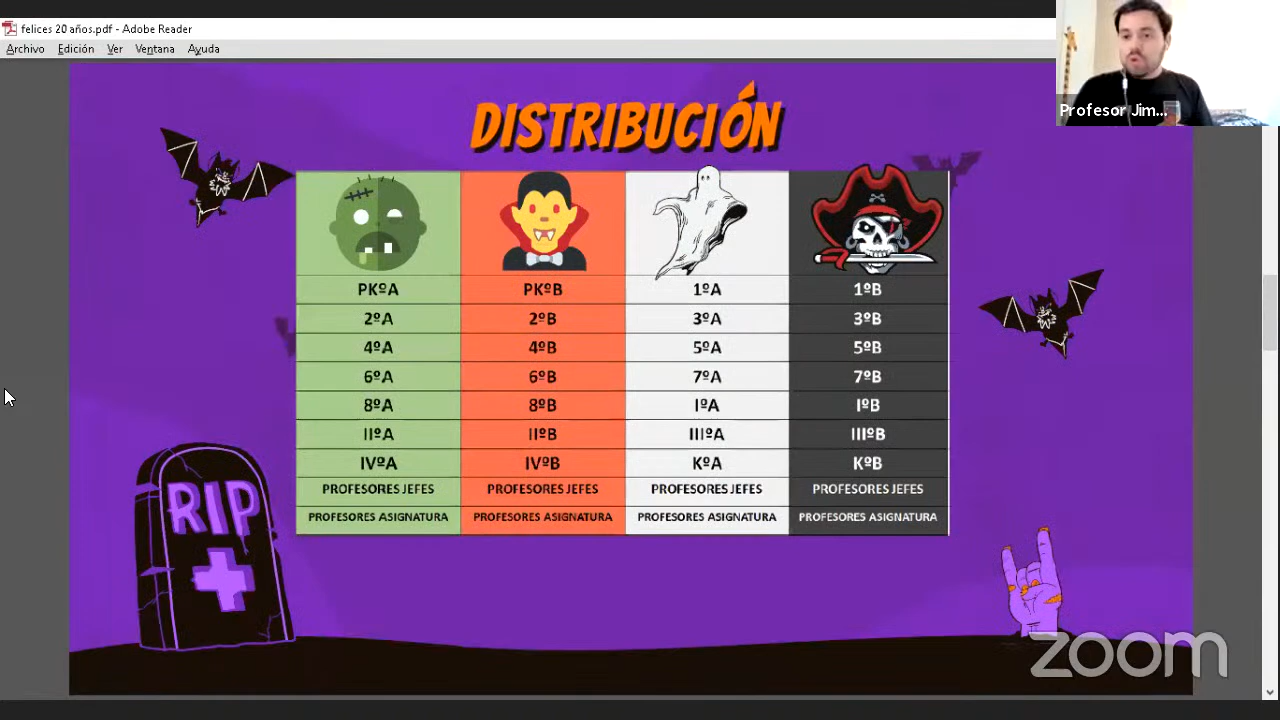 felices 20 años.pdf - Adobe Reader
Archivo Edición Ver Ventana Ayuda
Profesor Jim...
DISTRIBUCIÓN
PKºA PKºB 1ºA 1ºB
2ºA 2ºB 3ºA 3ºB
4ºA 4ºB 5ºA 5ºB
6ºA 6ºB 7ºA 7ºB
8ºA 8ºB IºA IºB
IIºA IIºB IIIºA IIIºB
IVºA IVºB KºA KºB
PROFESORES JEFES PROFESORES JEFES PROFESORES JEFES PROFESORES JEFES
PROFESORES ASIGNATURA PROFESORES ASIGNATURA PROFESORES ASIGNATURA PROFESORES ASIGNATURA
RIP
zoom